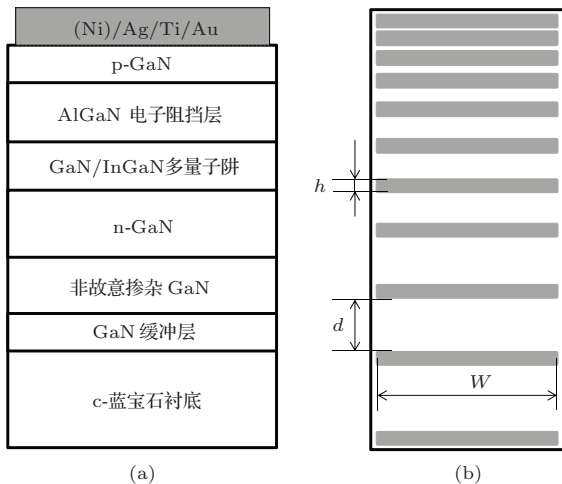 (Ni)/Ag/Ti/Au
p-GaN
AlGaN 电子阻挡层
GaN/InGaN多量子阱
n-GaN
非故意掺杂 GaN
GaN 缓冲层
c-蓝宝石衬底
(a)
h
d
W
(b)